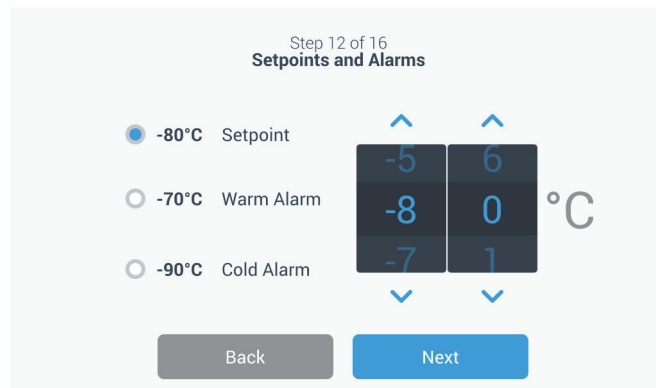 Step 12 of 16
Setpoints and Alarms
-80°C Setpoint
-70°C Warm Alarm
-90°C Cold Alarm
-5 6
-8 0 °C
-7 1
Back Next